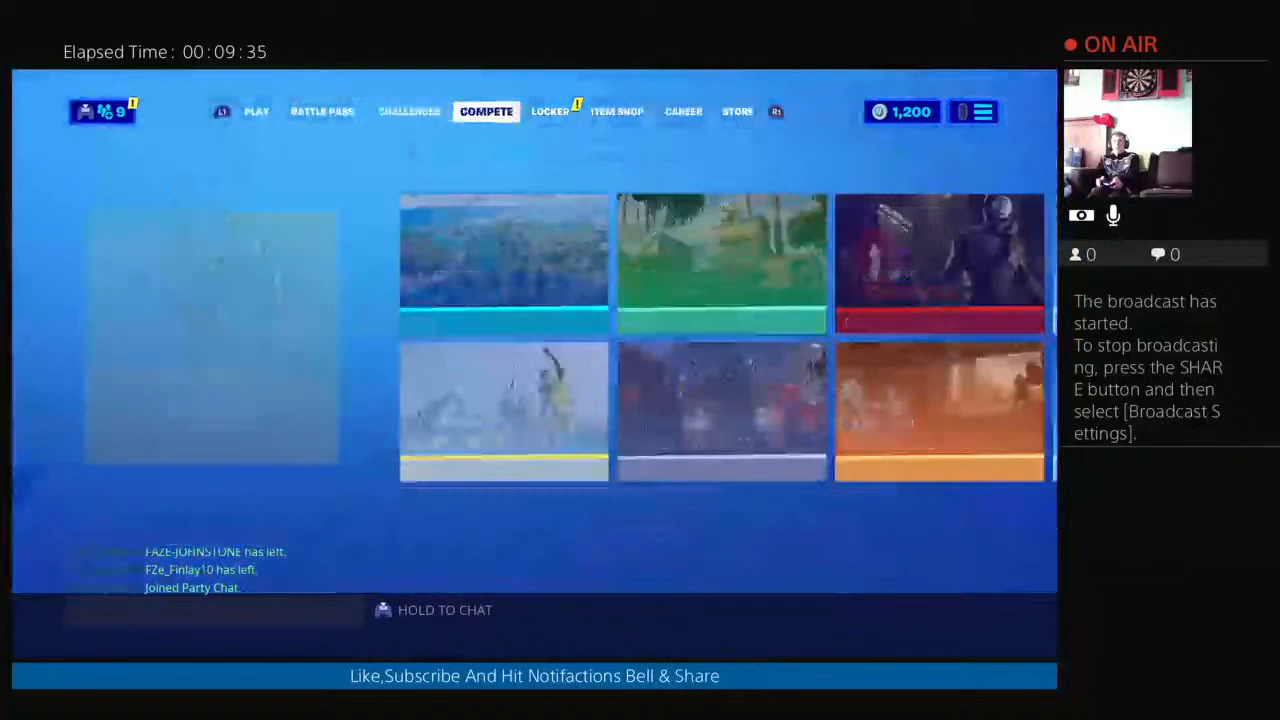 Elapsed Time: 00:09:35
ON AIR
9 !
L1 PLAY BATTLE PASS CHALLENGES COMPETE LOCKER ! ITEM SHOP CAREER STORE R1
1,200
0 0
The broadcast has
started.
To stop broadcasti
ng, press the SHAR
E button and then
select [Broadcast S
ettings].
FAZE-JOHNSTONE has left.
FZe_Finlay10 has left.
Joined Party Chat.
HOLD TO CHAT
Like,Subscribe And Hit Notifactions Bell & Share